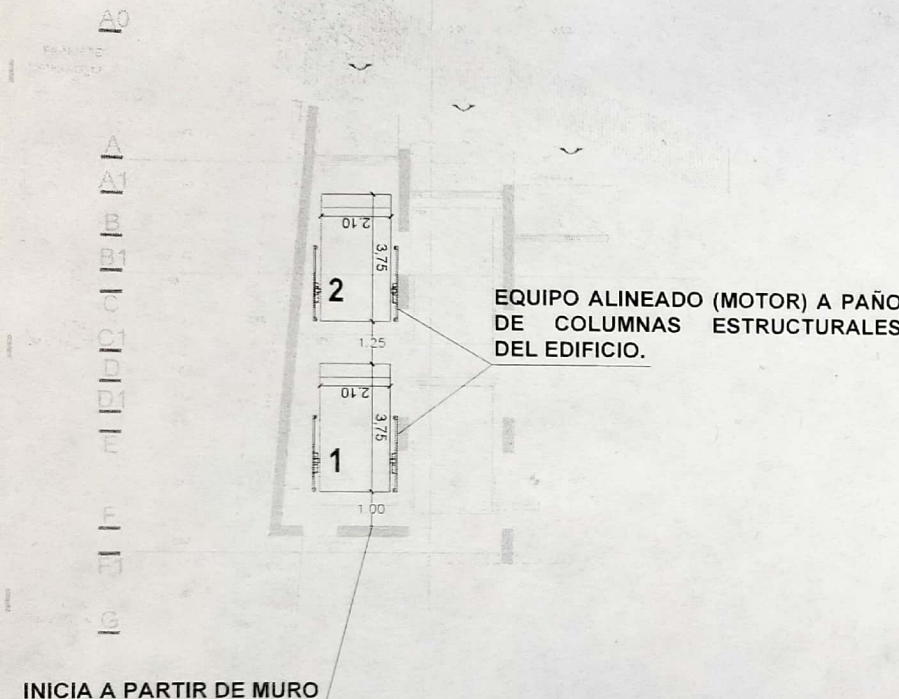 A0
A
A1
B
B1
C
C1
D
D1
E
F
F1
G
2.10
3.75
2
1.25
2.10
3.75
1
1.00
EQUIPO ALINEADO (MOTOR) A PAÑO
DE COLUMNAS ESTRUCTURALES
DEL EDIFICIO.
INICIA A PARTIR DE MURO